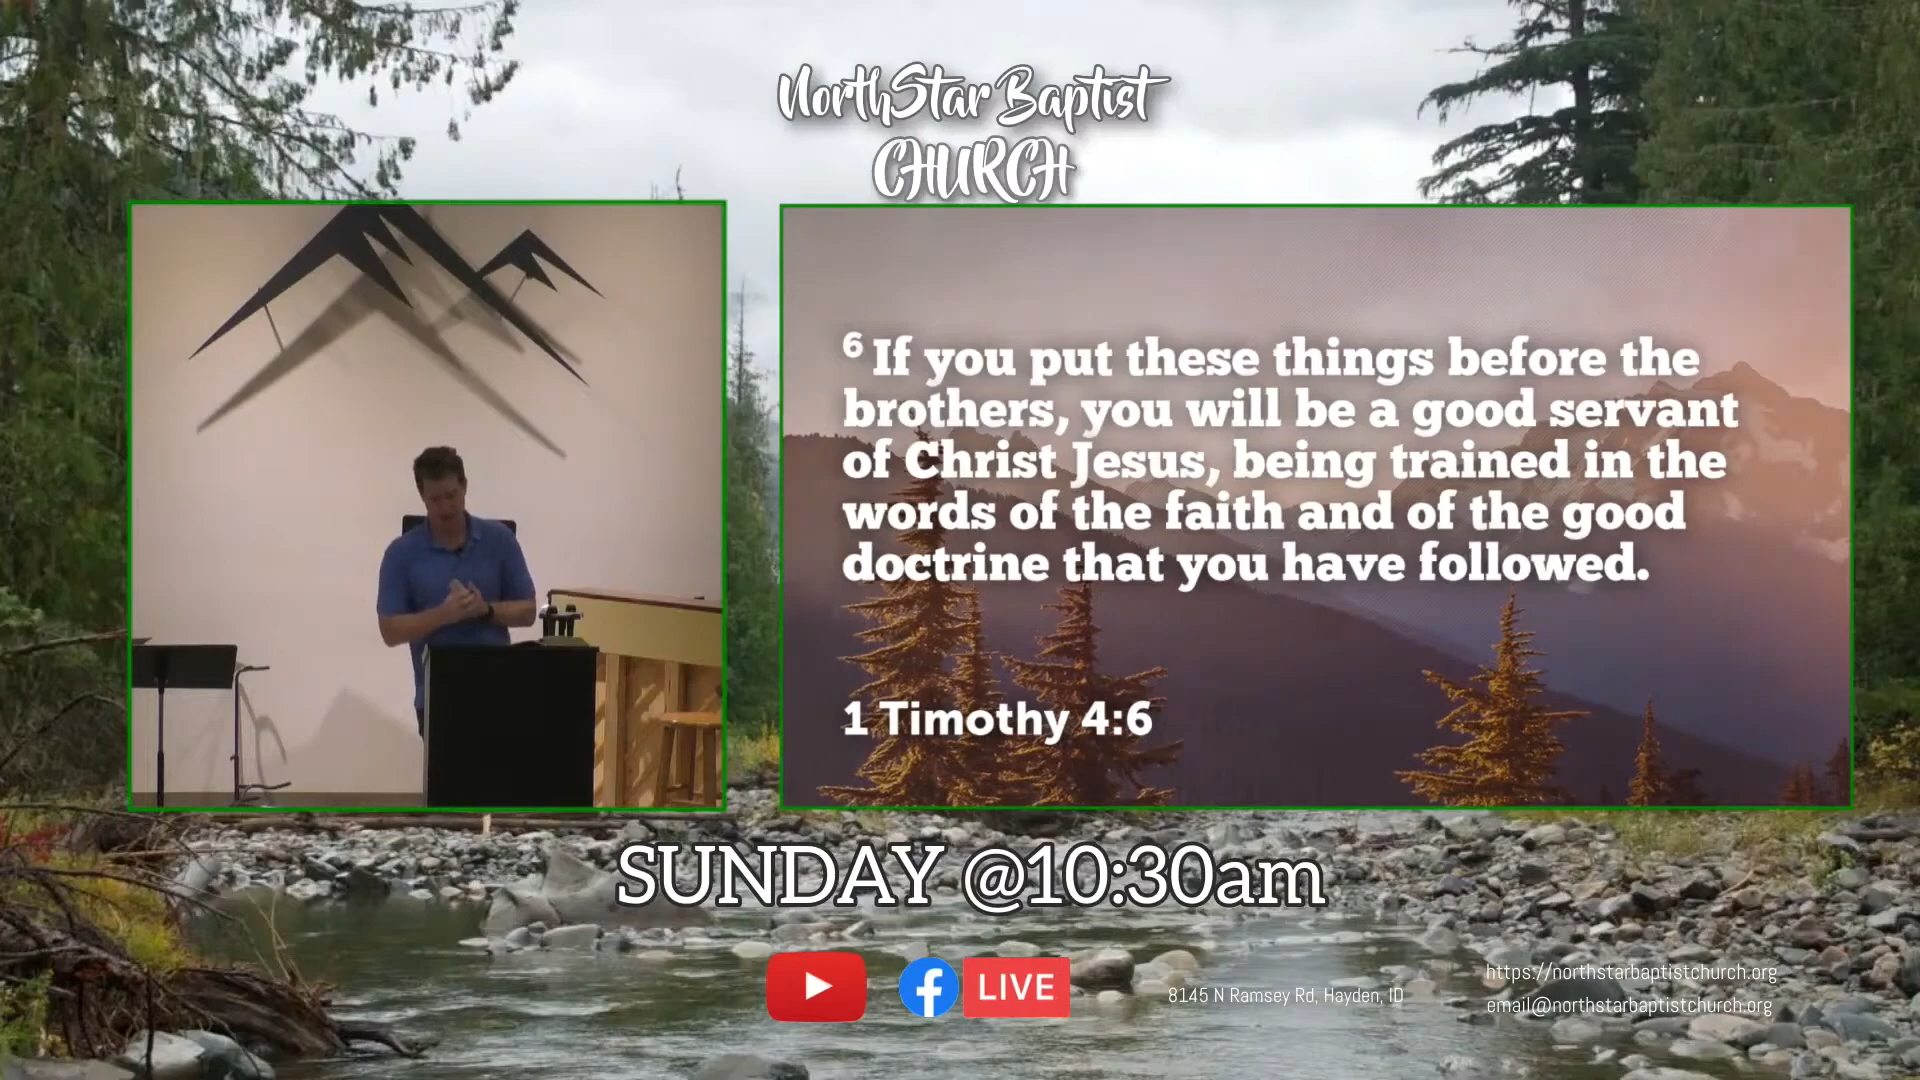 NorthStar Baptist
CHURCH
6 If you put these things before the
brothers, you will be a good servant
of Christ Jesus, being trained in the
words of the faith and of the good
doctrine that you have followed.
1 Timothy 4:6
SUNDAY @10:30am
LIVE
8145 N Ramsey Rd, Hayden, ID
https://northstarbaptistchurch.org
email@northstarbaptistchurch.org